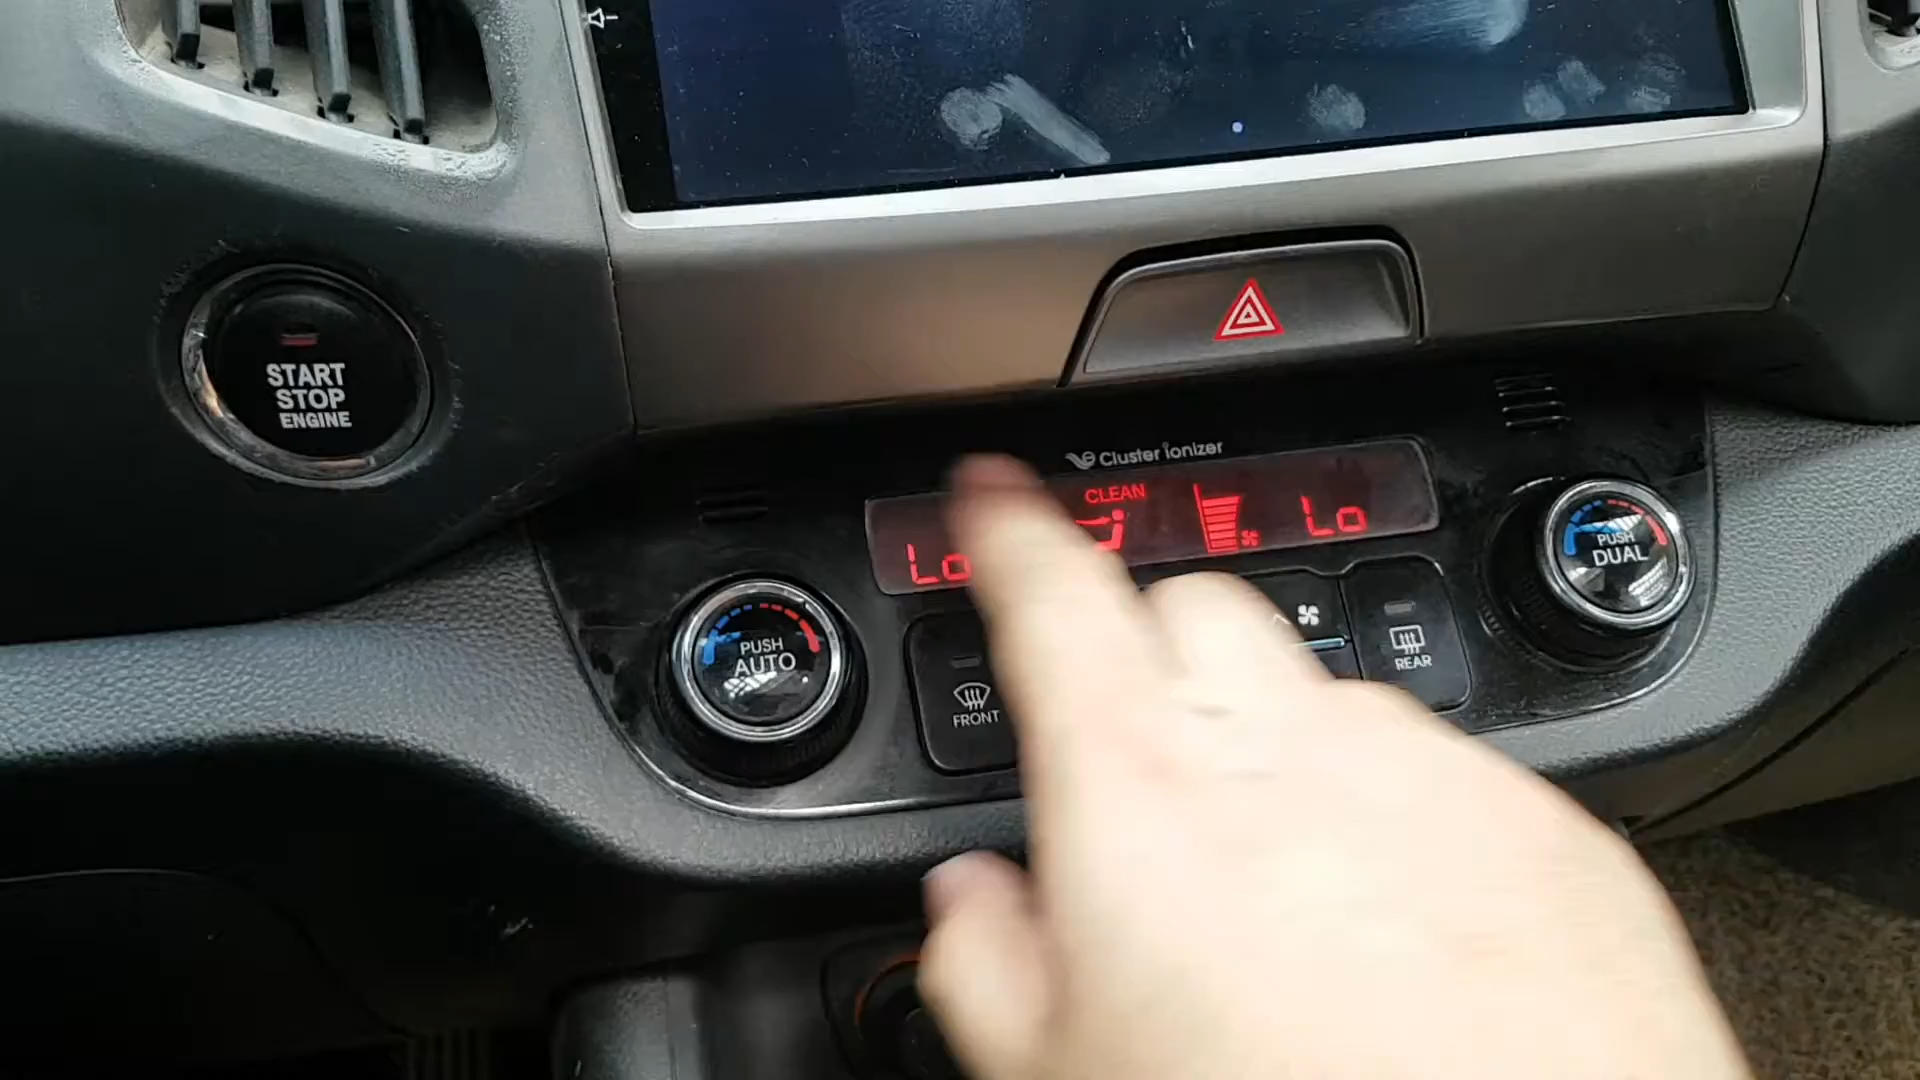 START
STOP
ENGINE
Cluster ionizer
CLEAN
Lo
Lo
PUSH
AUTO
PUSH
DUAL
FRONT
REAR